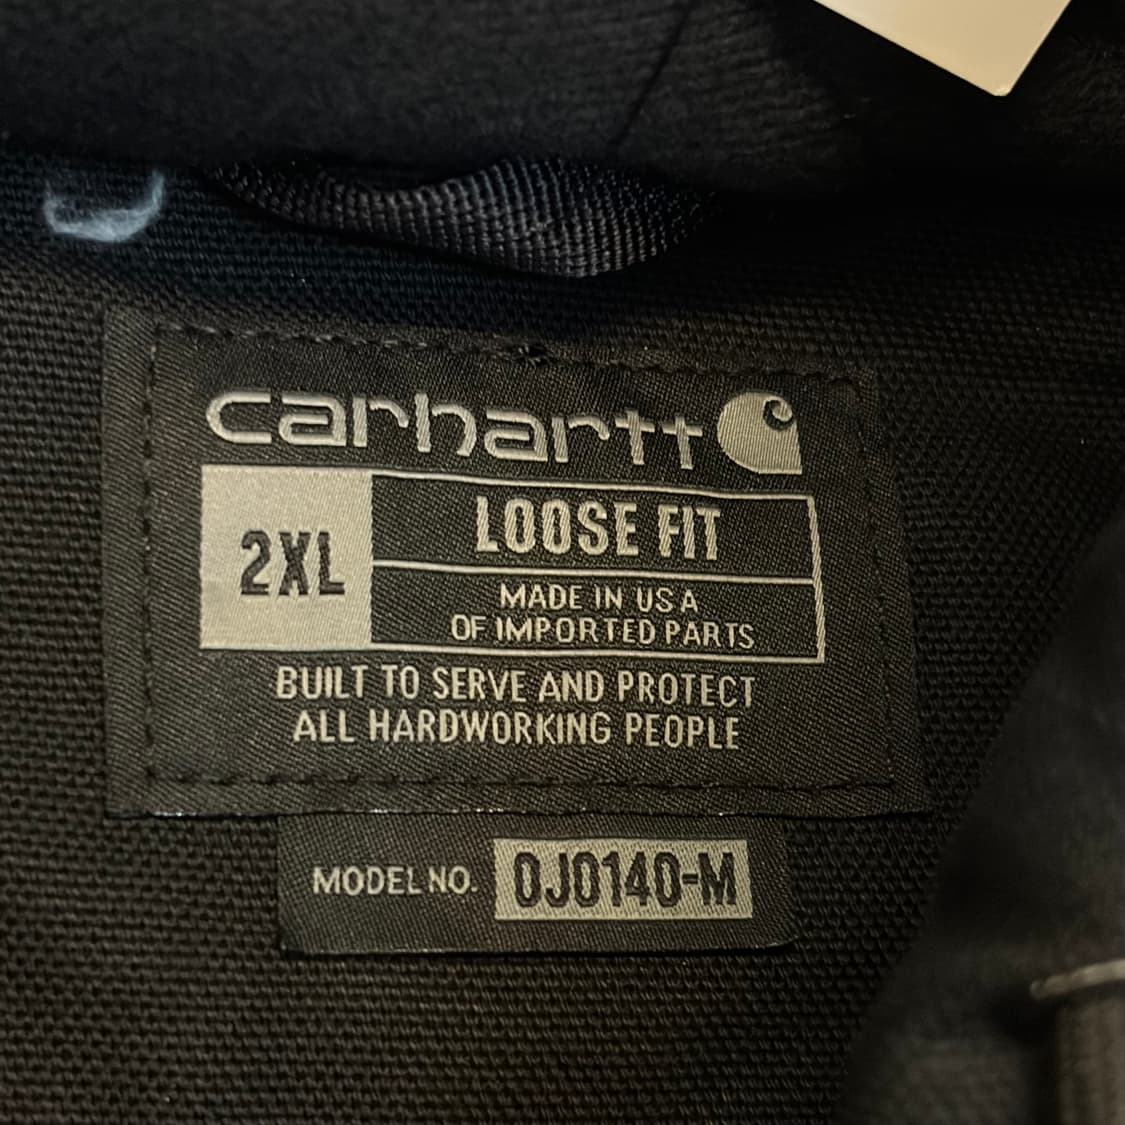 carhartt
2XL
LOOSE FIT
MADE IN USA
OF IMPORTED PARTS
BUILT TO SERVE AND PROTECT
ALL HARDWORKING PEOPLE
MODEL NO. OJ0140-M